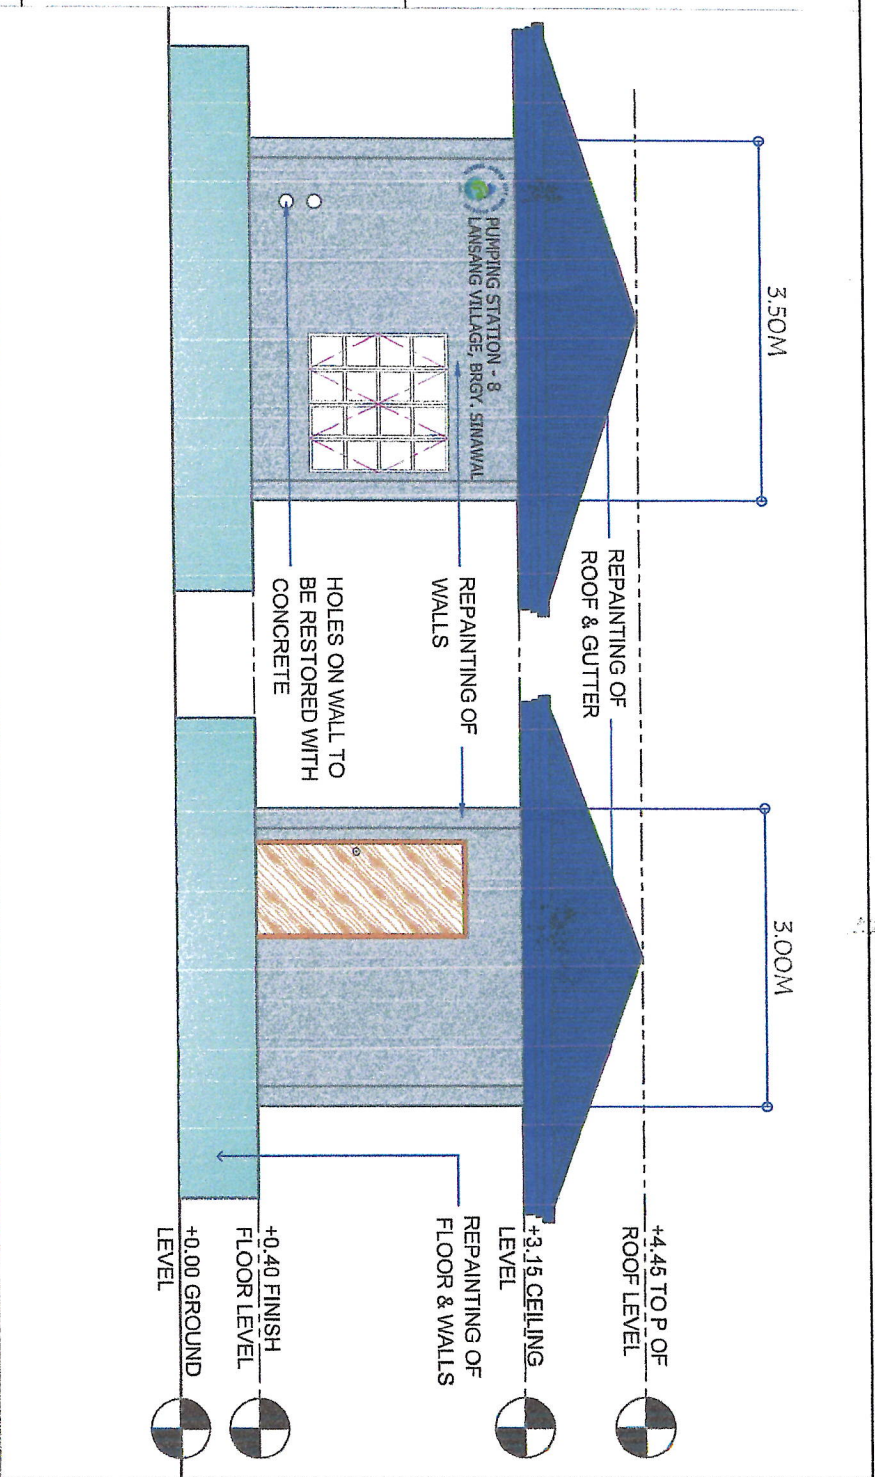 3.50M
3.00M
PUMPING STATION - 8
LANSANG VILLAGE, BRGY. SINAWAL
REPAINTING OF
ROOF & GUTTER
REPAINTING OF
WALLS
HOLES ON WALL TO
BE RESTORED WITH
CONCRETE
REPAINTING OF
FLOOR & WALLS
+4.45 TO P OF
ROOF LEVEL
+3.15 CEILING
LEVEL
+0.40 FINISH
FLOOR LEVEL
+0.00 GROUND
LEVEL